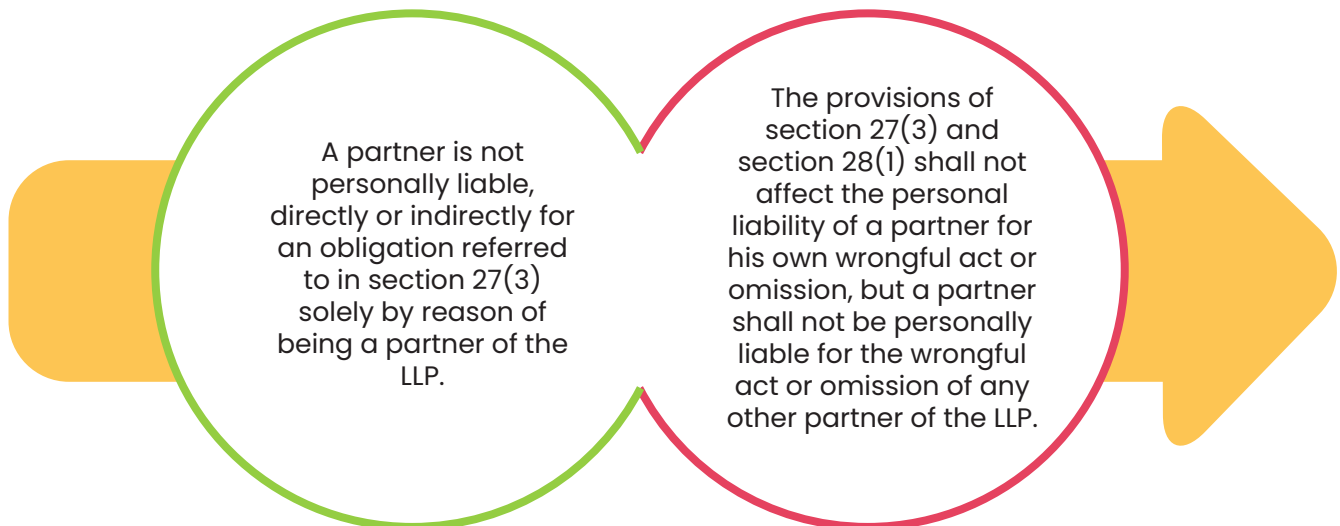 A partner is not
personally liable,
directly or indirectly for
an obligation referred
to in section 27(3)
solely by reason of
being a partner of the
LLP.
The provisions of
section 27(3) and
section 28(1) shall not
affect the personal
liability of a partner for
his own wrongful act or
omission, but a partner
shall not be personally
liable for the wrongful
act or omission of any
other partner of the LLP.